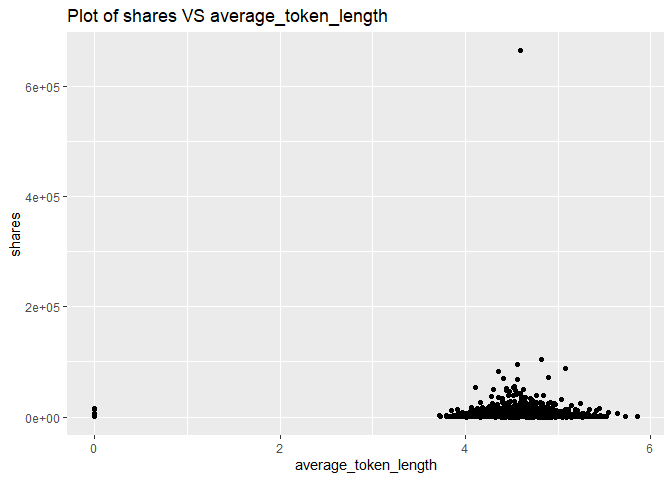 Plot of shares VS average_token_length
6e+05
4e+05
2e+05
0e+00
shares
0
2
4
6
average_token_length